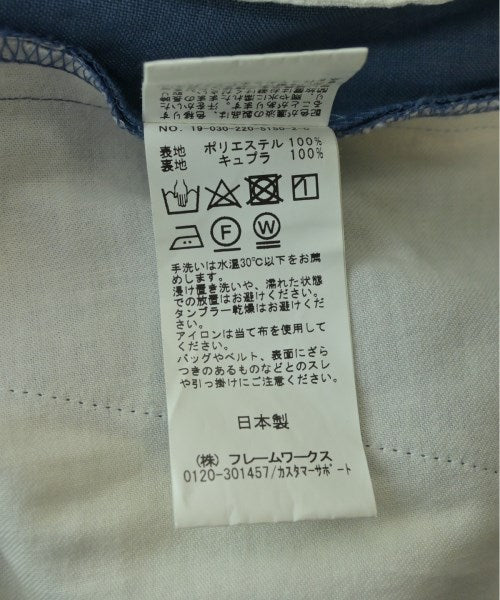 NO. 19-030-220-5150-2-0
表地 ポリエステル 100%
裏地 キュプラ 100%
F
W
手洗いは水温30℃以下をお薦
めします。
浸け置き洗いや、濡れた状態
での放置はお避けください。
タンブラー乾燥はお避けください。
アイロンは当て布を使用して
ください。
バッグやベルト、表面にざら
つきのあるものなどとのスレ
や引っ掛けにご注意ください。
日本製
(株) フレームワークス
0120-301457/カスタマーサポート